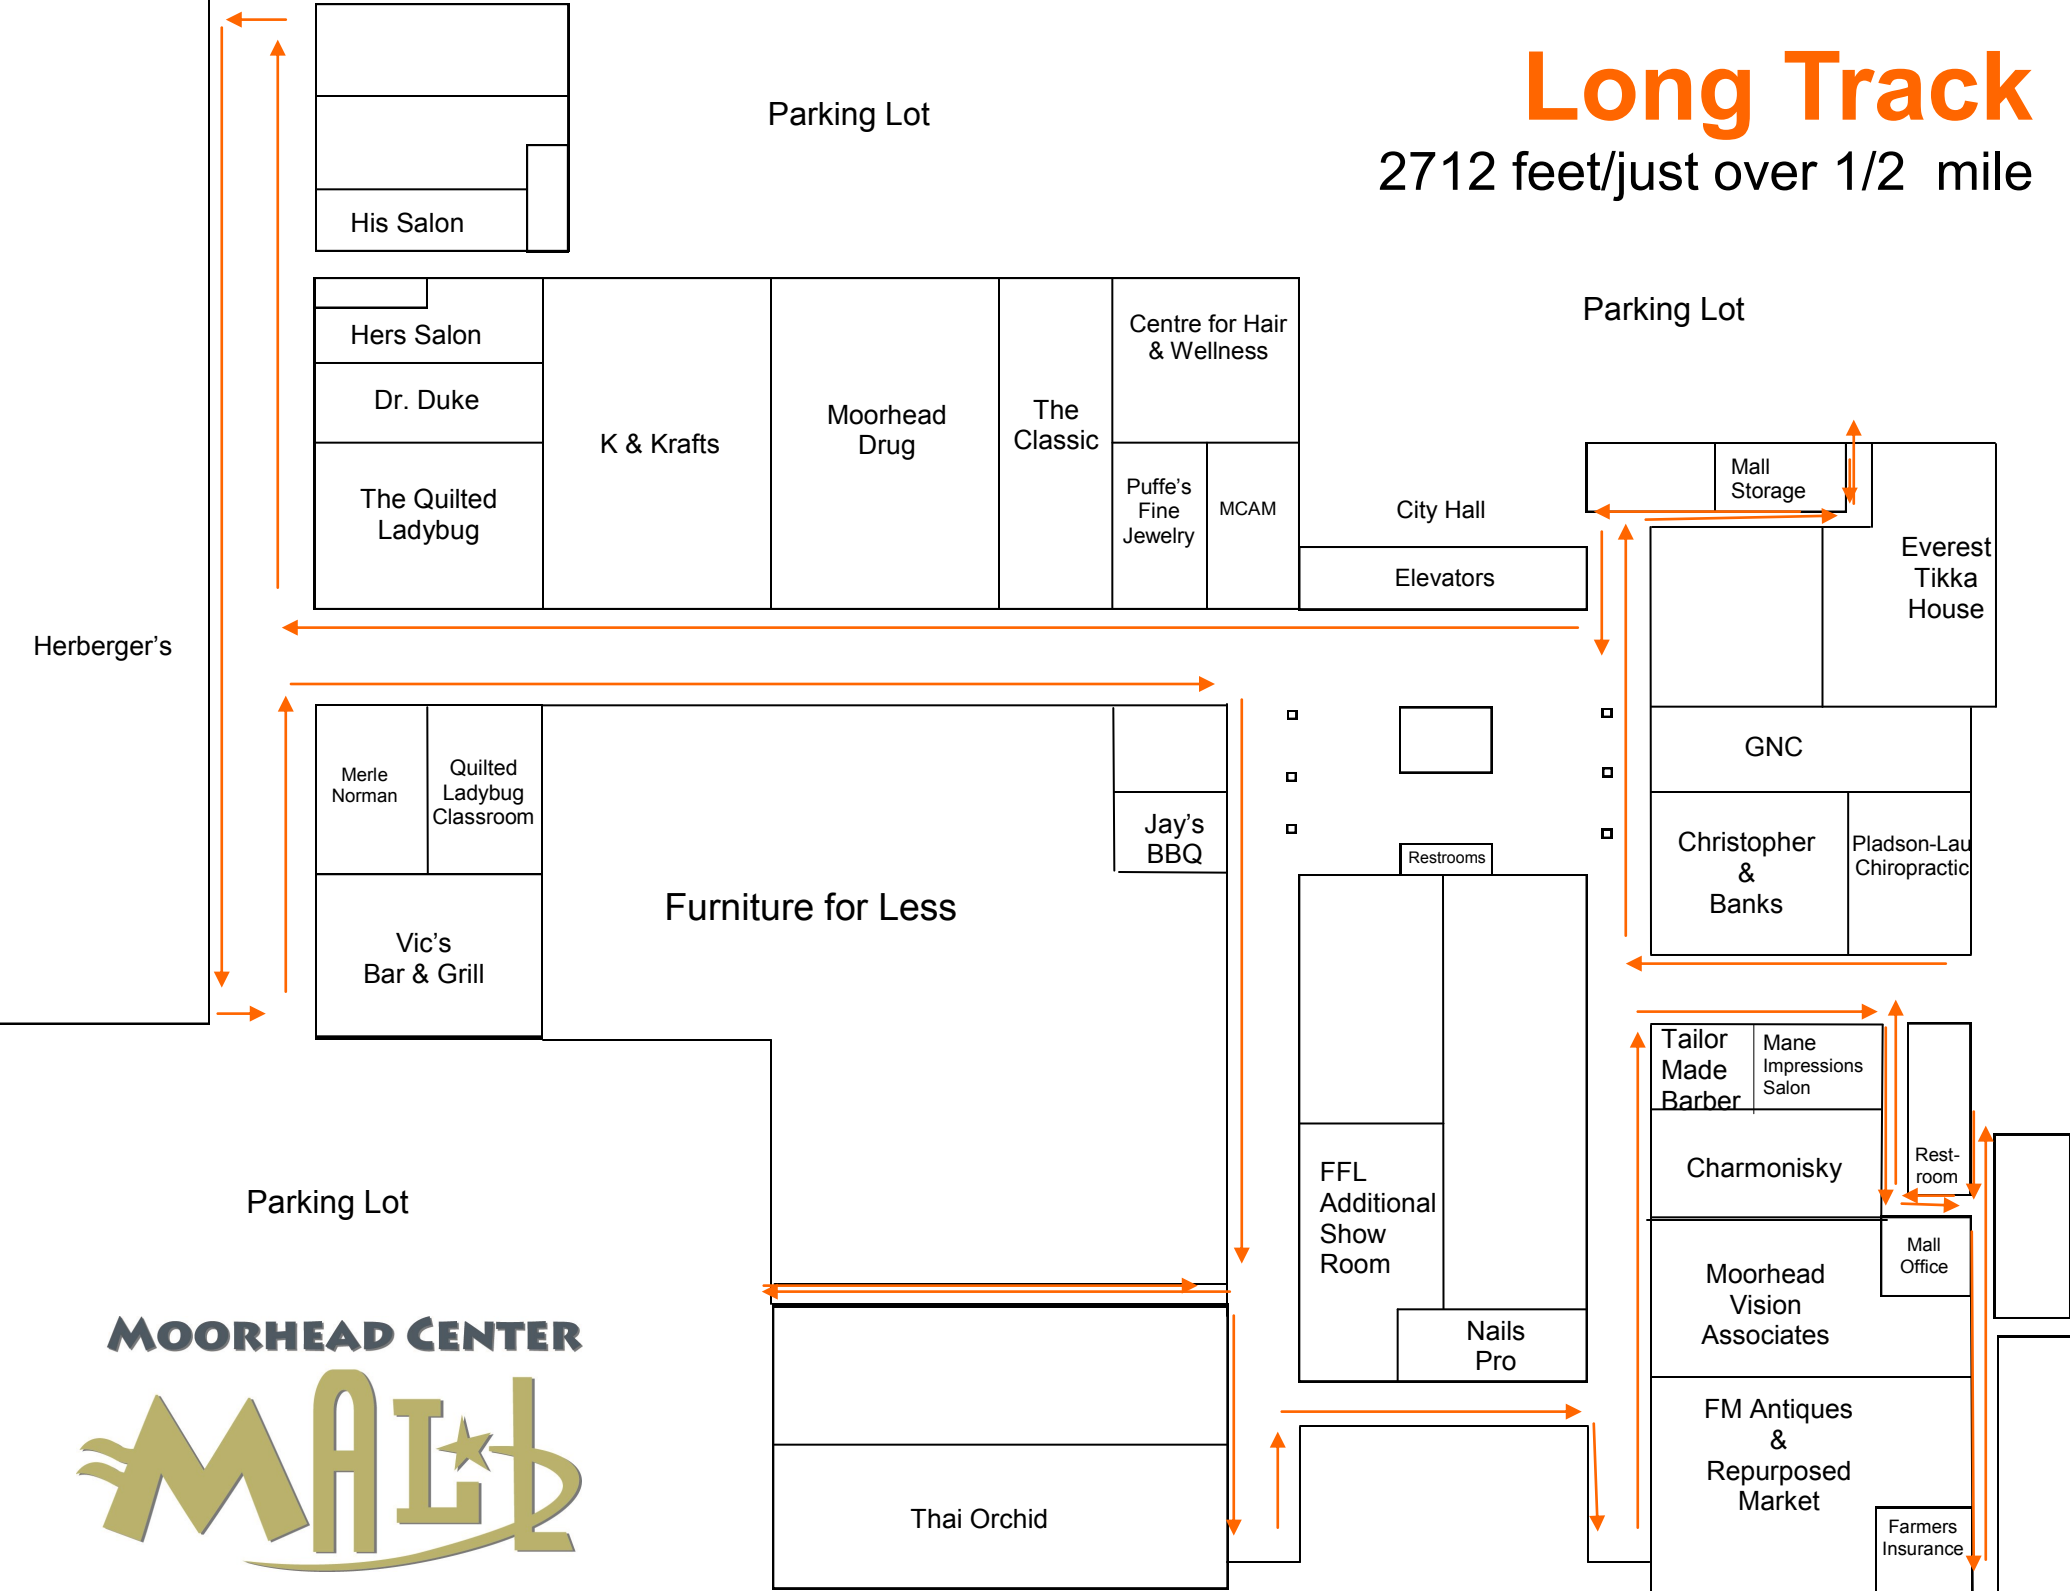 Long Track
2712 feet/just over 1/2  mile
Parking Lot
His Salon
Parking Lot
Hers Salon
Dr. Duke
The Quilted
Ladybug
K & Krafts
Moorhead
Drug
The
Classic
Centre for Hair
& Wellness
Puffe’s
Fine
Jewelry
MCAM
City Hall
Elevators
Mall
Storage
Everest
Tikka
House
Herberger’s
Merle
Norman
Quilted
Ladybug
Classroom
Vic’s
Bar & Grill
Furniture for Less
Jay’s
BBQ
Restrooms
GNC
Christopher
&
Banks
Pladson-Lau
Chiropractic
Tailor
Made
Barber
Mane
Impressions
Salon
Charmonisky
Rest-
room
Mall
Office
FFL
Additional
Show
Room
Nails
Pro
Moorhead
Vision
Associates
FM Antiques
&
Repurposed
Market
Farmers
Insurance
Parking Lot
Thai Orchid
MOORHEAD CENTER
MALL